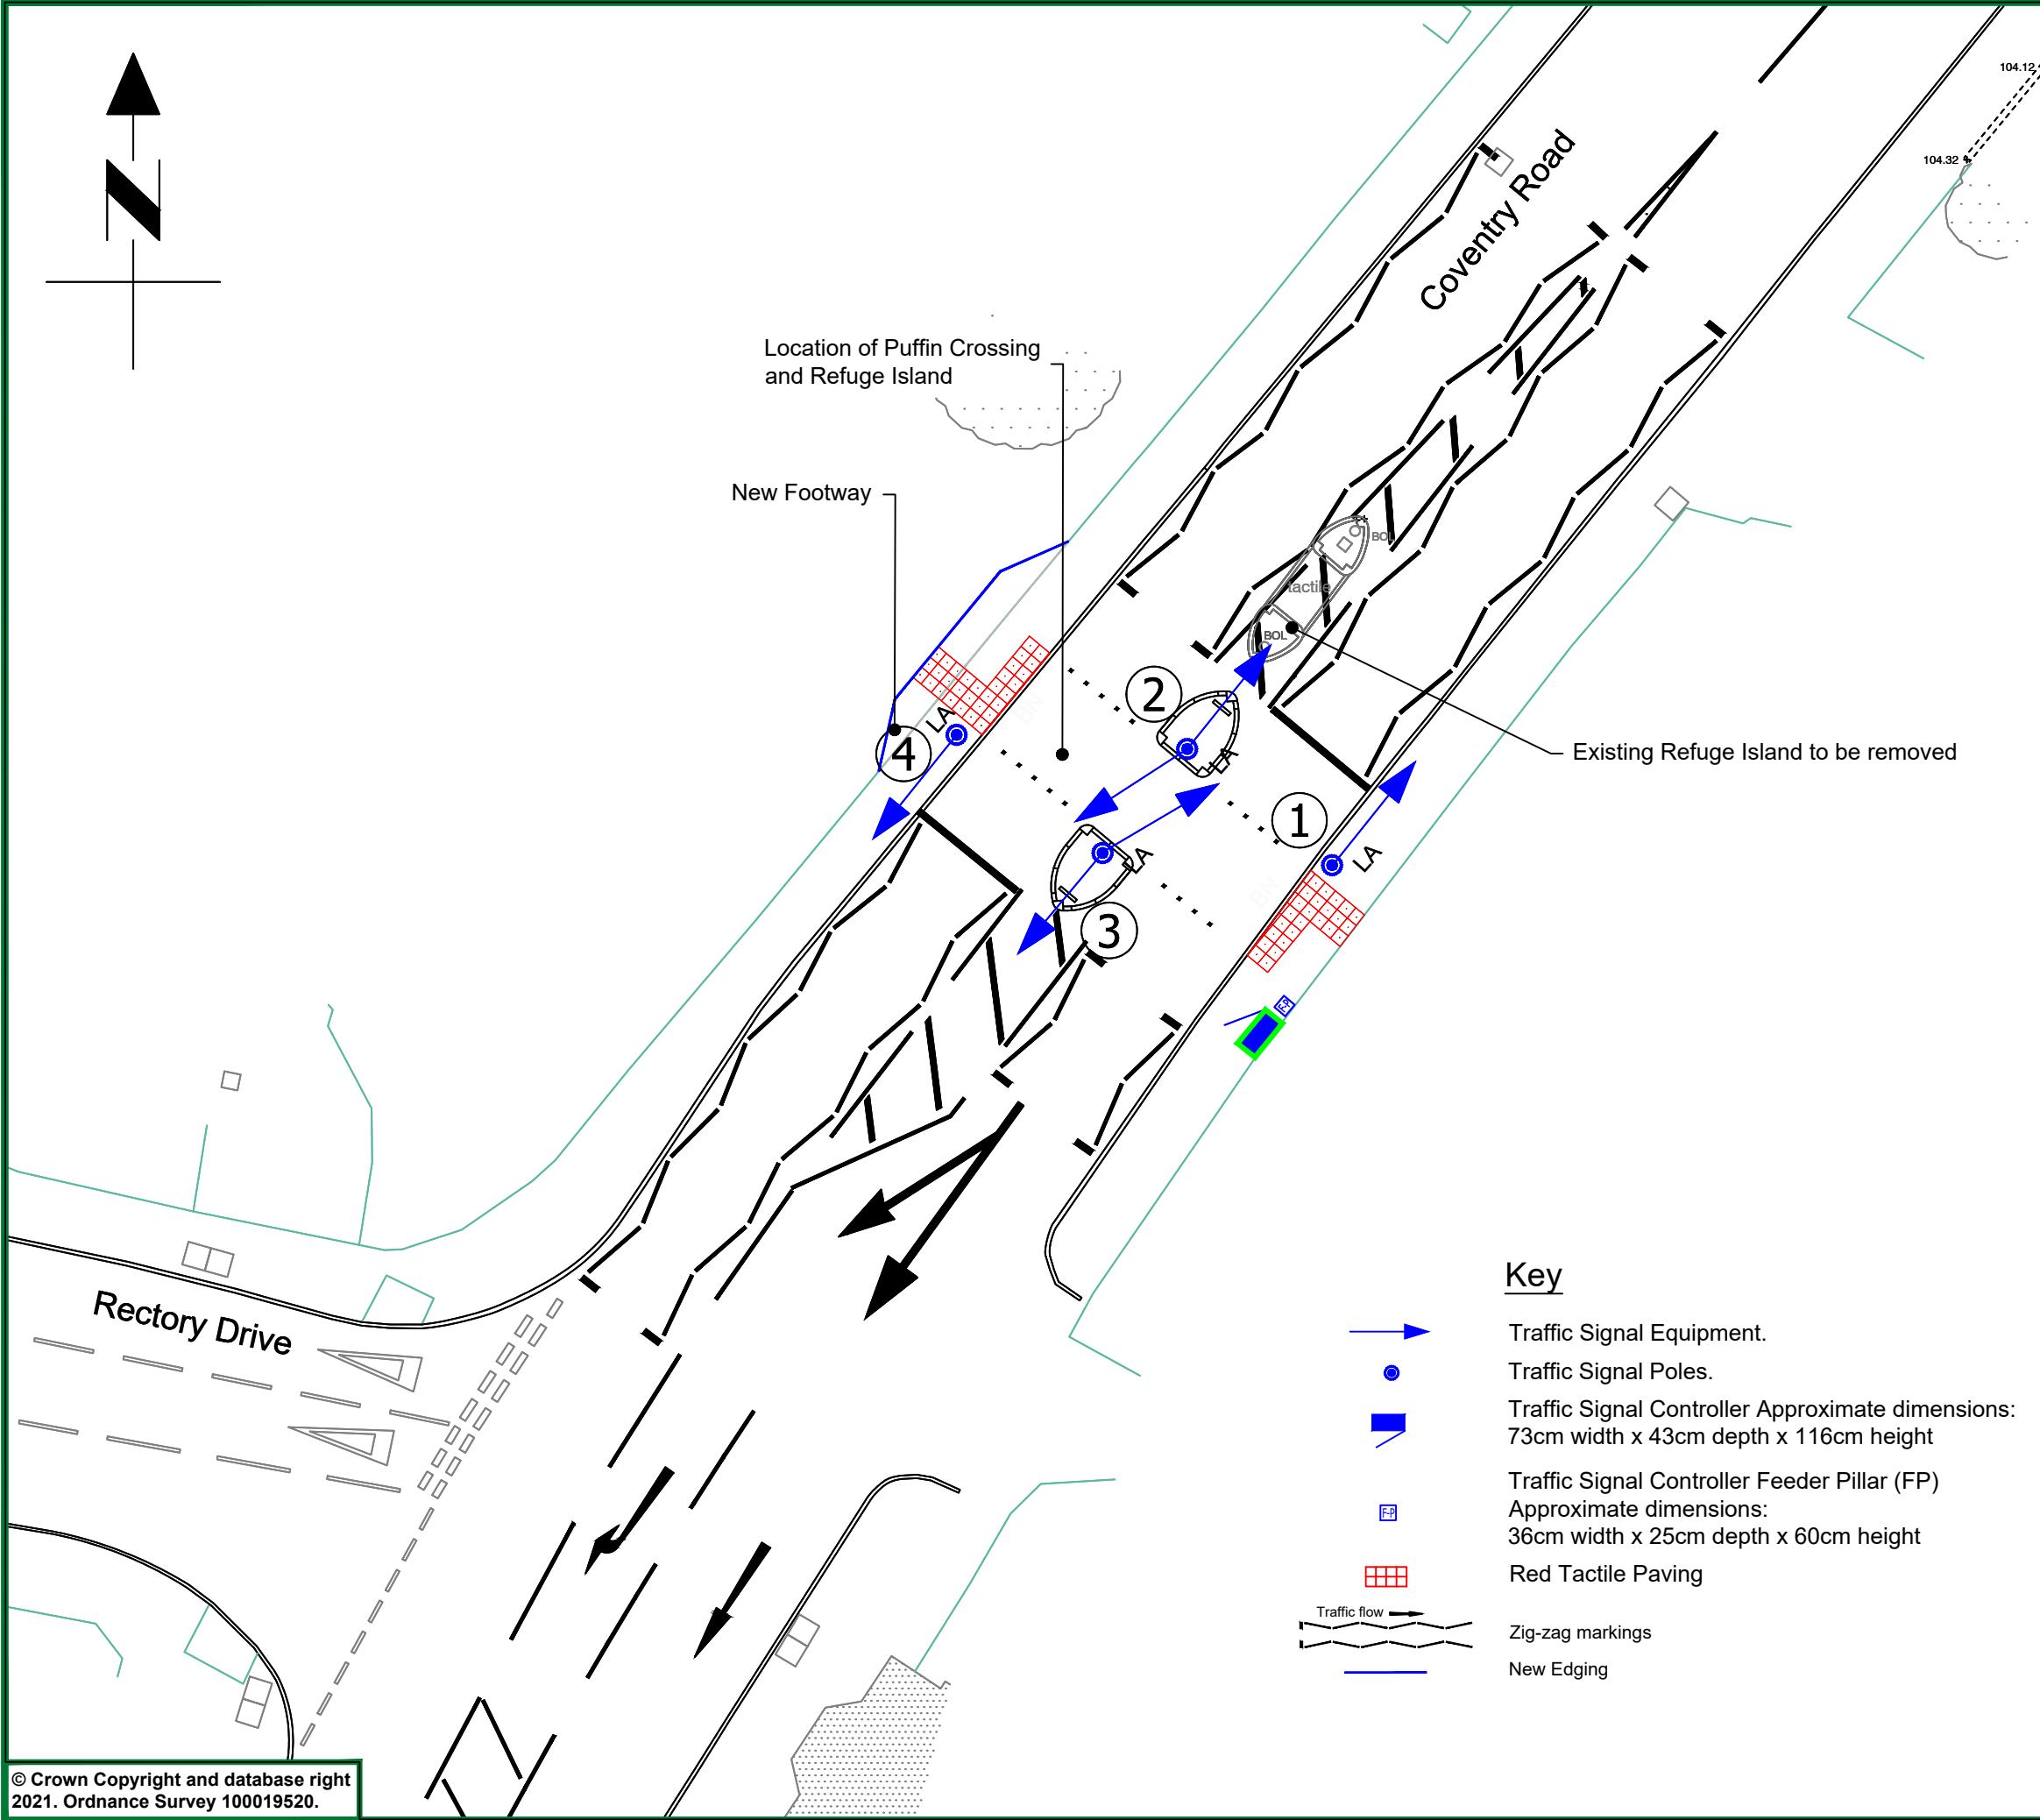 N
104.12
104.32
Coventry Road
Location of Puffin Crossing
and Refuge Island
New Footway
BOL
tactile
BOL
BN
LA
2
4
LA
Existing Refuge Island to be removed
1
LA
LA
BN
3
F-P
Rectory Drive
Key
Traffic Signal Equipment.
Traffic Signal Poles.
Traffic Signal Controller Approximate dimensions:
73cm width x 43cm depth x 116cm height
Traffic Signal Controller Feeder Pillar (FP)
Approximate dimensions:
F-P
36cm width x 25cm depth x 60cm height
Red Tactile Paving
Traffic flow
Zig-zag markings
New Edging
© Crown Copyright and database right
2021. Ordnance Survey 100019520.